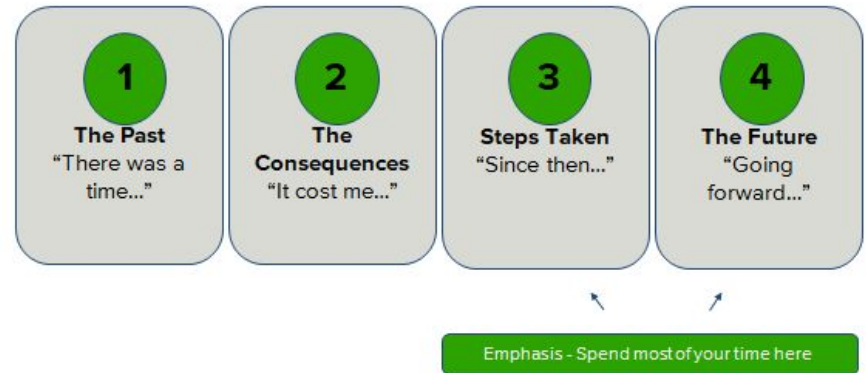 1
The Past
“There was a
time...”
2
The
Consequences
“It cost me...”
3
Steps Taken
“Since then...”
4
The Future
“Going
forward...”
Emphasis - Spend most of your time here